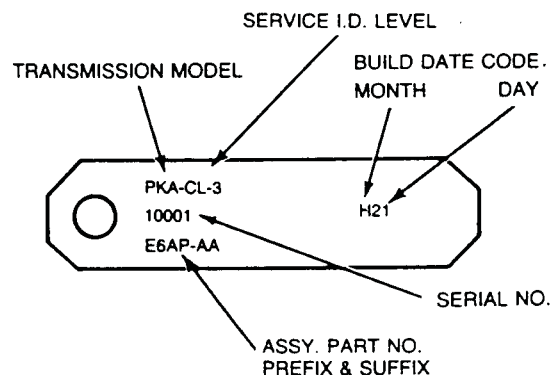 SERVICE I.D. LEVEL
TRANSMISSION MODEL
BUILD DATE CODE.
MONTH DAY
PKA-CL-3
10001
H21
E6AP-AA
SERIAL NO.
ASSY. PART NO.
PREFIX & SUFFIX